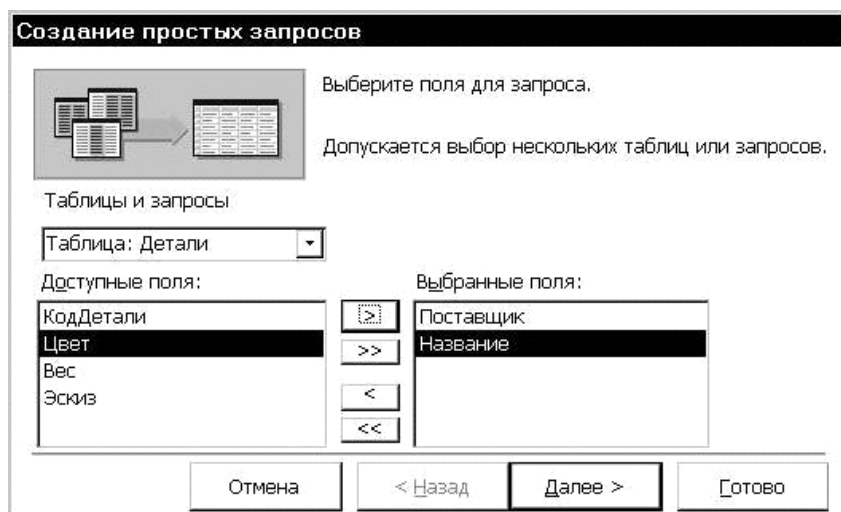 Создание простых запросов
Выберите поля для запроса.
Допускается выбор нескольких таблиц или запросов.
Таблицы и запросы
Таблица: Детали
Доступные поля:
Выбранные поля:
КодДетали
Цвет
Вес
Эскиз
>
>>
<
<<
Поставщик
Название
Отмена
< Назад
Далее >
Готово